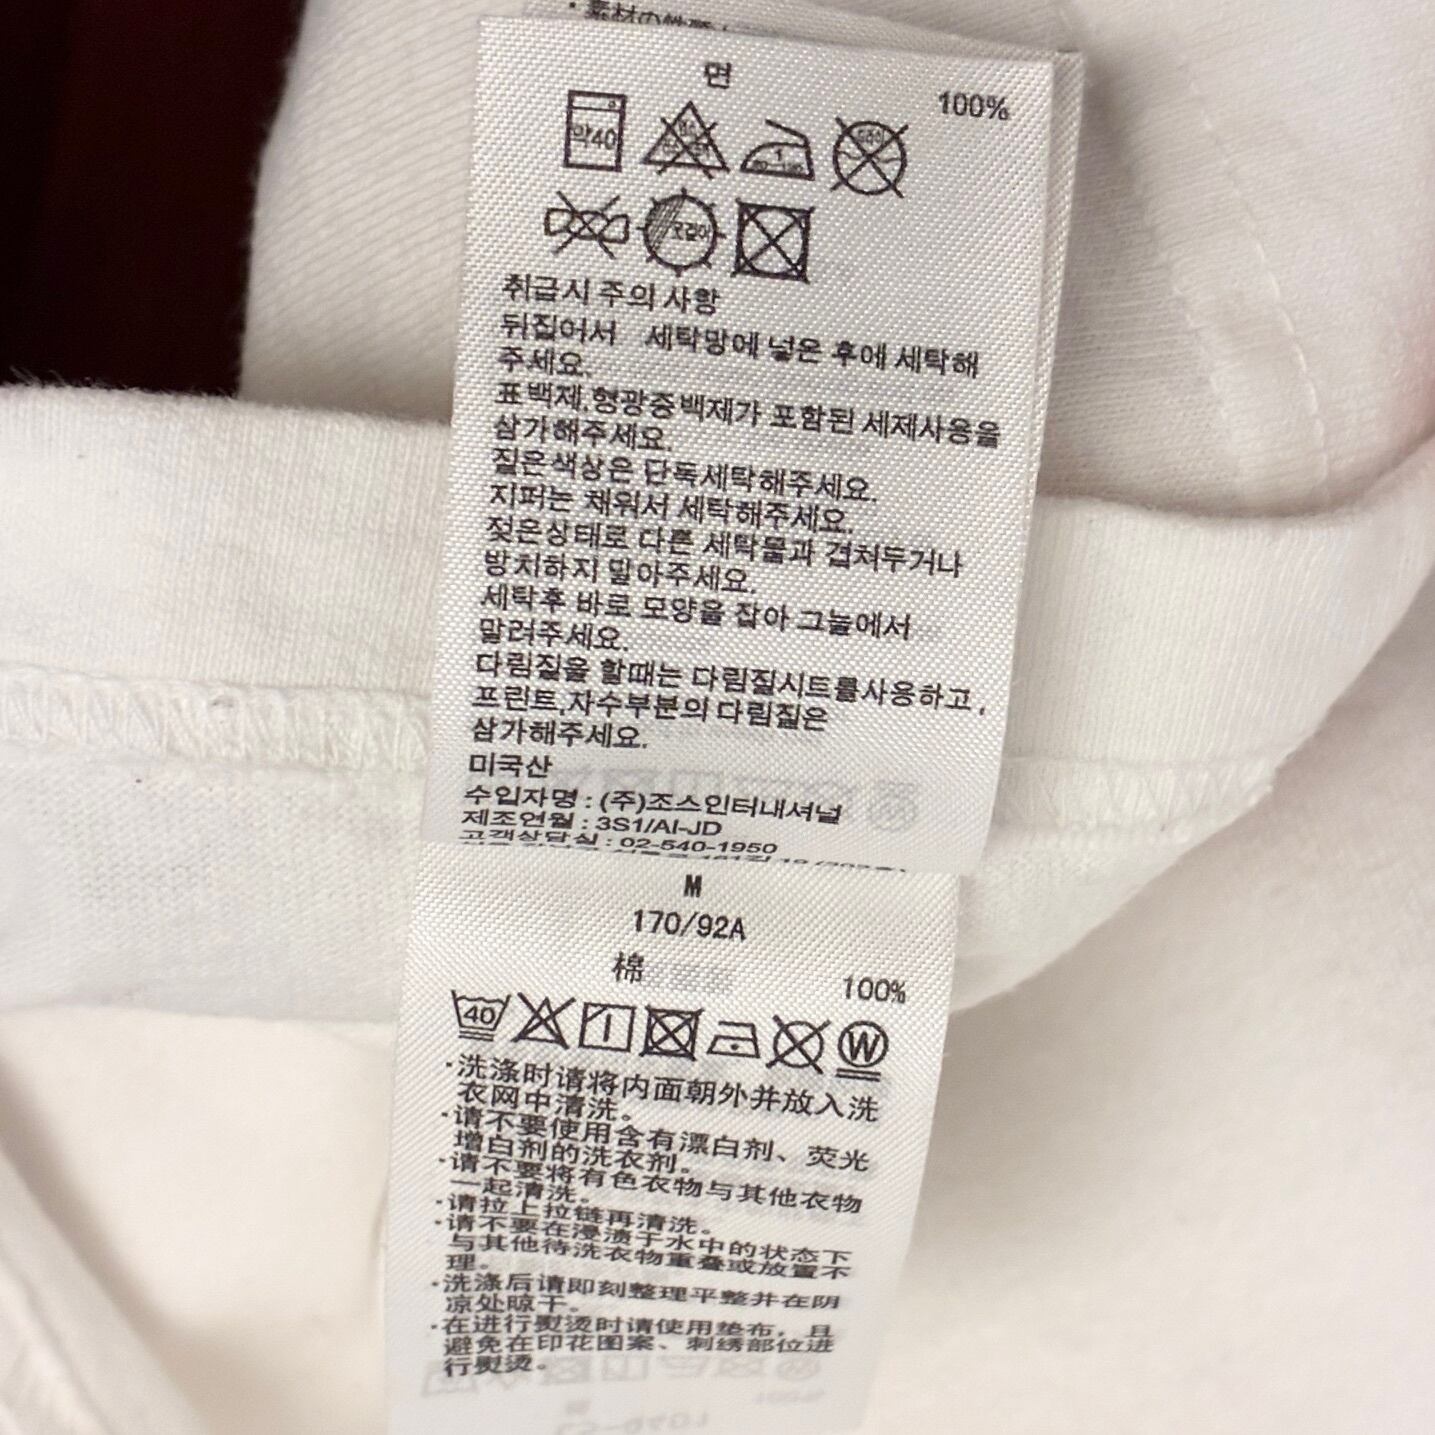 ・素材の性質
면
100%
약40
옷걸이
취급시 주의 사항
뒤집어서 세탁망에 넣은 후에 세탁해
주세요.
표백제,형광증백제가 포함된 세제사용을
삼가해주세요.
짙은색상은 단독세탁해주세요.
지퍼는 채워서 세탁해주세요.
젖은상태로 다른 세탁물과 겹쳐두거나
방치하지 말아주세요.
세탁후 바로 모양을 잡아 그늘에서
말려주세요.
다림질을 할때는 다림질시트를사용하고,
프린트,자수부분의 다림질은
삼가해주세요.
미국산
수입자명 : (주)조스인터내셔널
제조연월 : 3S1/AI-JD
고객상담실 : 02-540-1950
M
170/92A
棉
100%
40
W
·洗涤时请将内面朝外并放入洗
衣网中清洗。
·请不要使用含有漂白剂、荧光
增白剂的洗衣剂。
·请不要将有色衣物与其他衣物
一起清洗。
·请拉上拉链再清洗。
·请不要在浸渍于水中的状态下
与其他待洗衣物重叠或放置不
理。
·洗涤后请即刻整理平整并在阴
凉处晾干。
·在进行熨烫时请使用垫布，且
避免在印花图案、刺绣部位进
行熨烫。